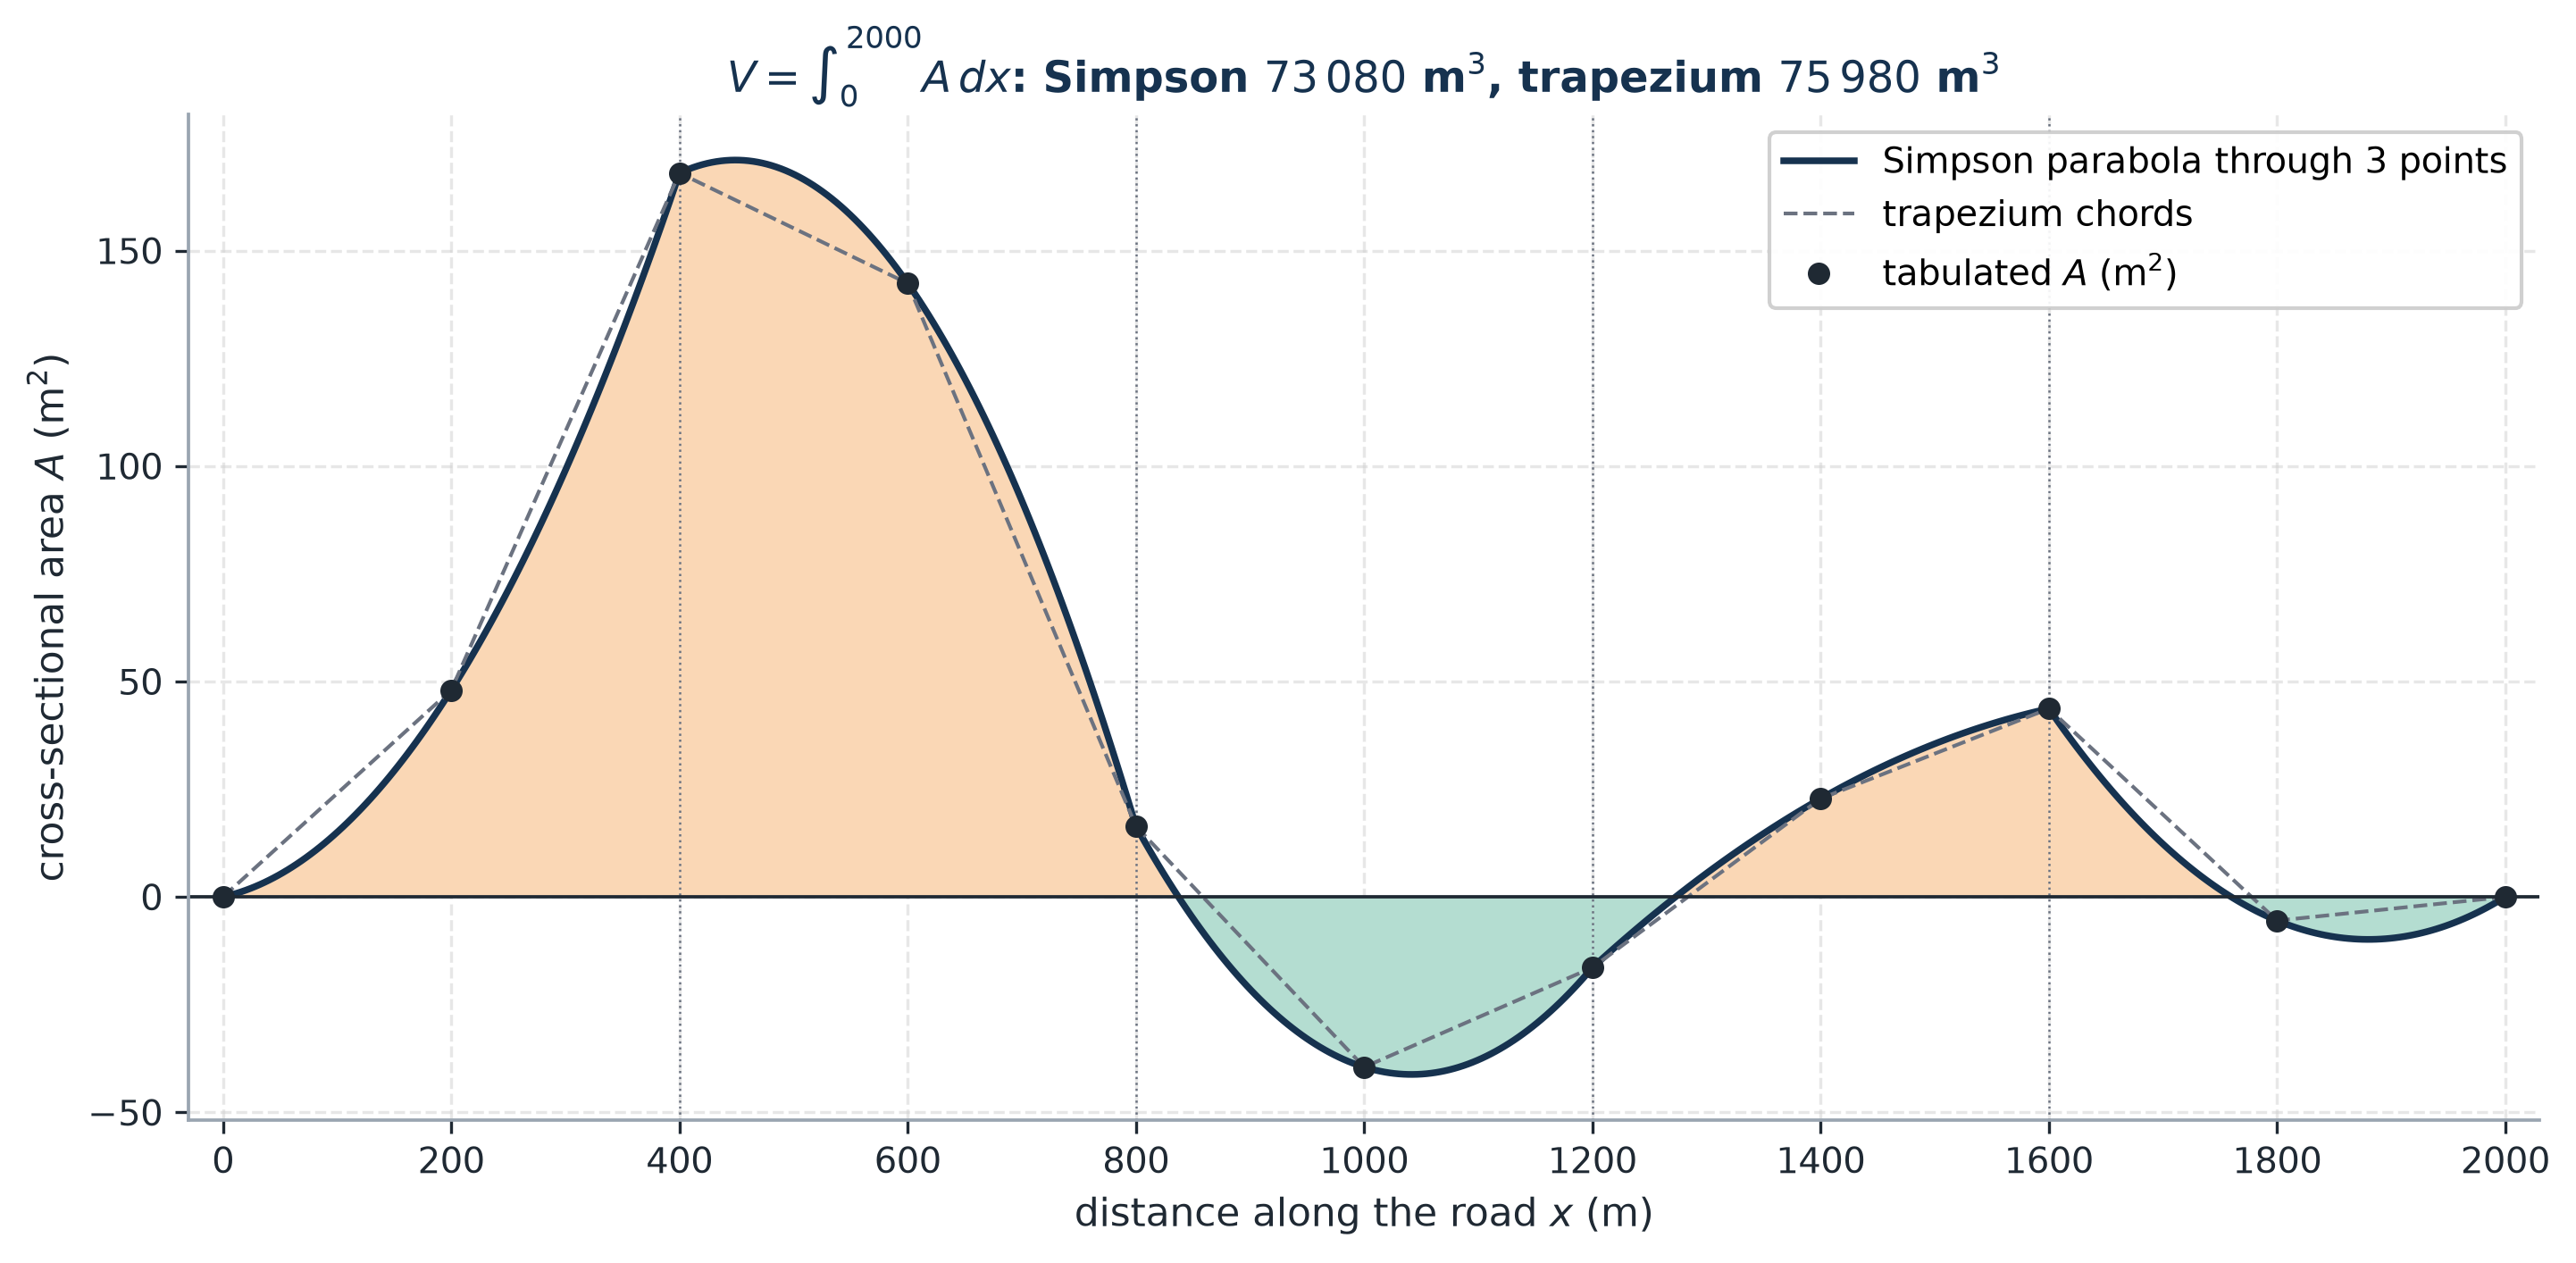 V = ∫₀²⁰⁰⁰ A dx: Simpson 73 080 m³, trapezium 75 980 m³
Simpson parabola through 3 points
trapezium chords
tabulated A (m²)
cross-sectional area A (m²)
150
100
50
0
−50
0 200 400 600 800 1000 1200 1400 1600 1800 2000
distance along the road x (m)